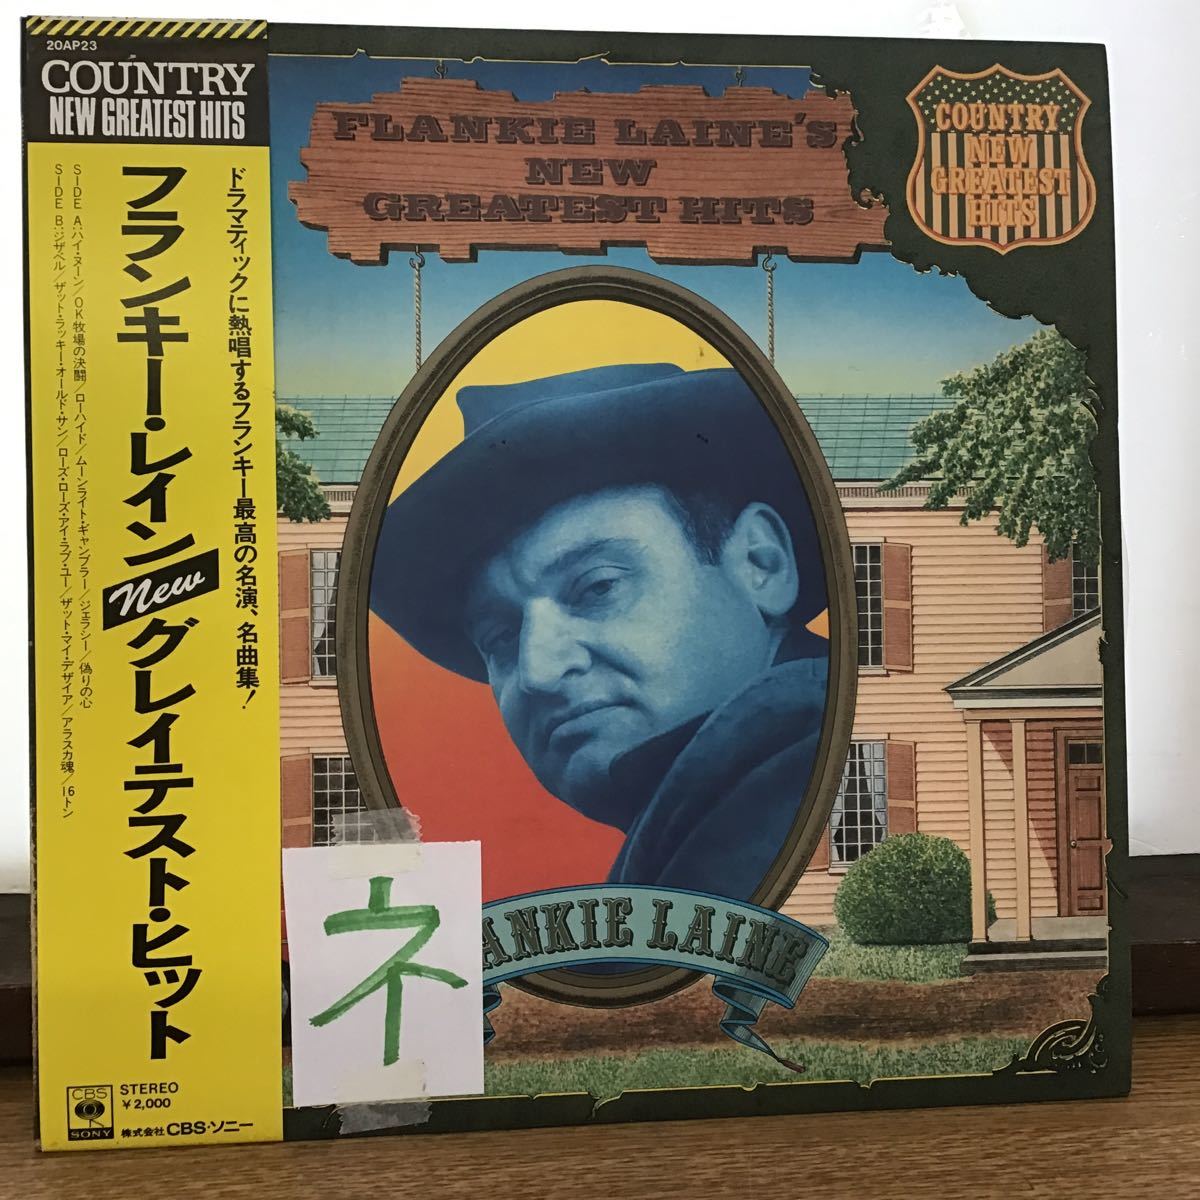 20AP23
COUNTRY
NEW GREATEST HITS
ドラマティックに熱唱するフランキー最高の名演、名曲集!
フランキー・レイン new グレイテスト・ヒット
SIDE A:ハイ・ヌーン/OK牧場の決闘/ローハイド/ムーンライト・ギャンブラー/ジェラシー/偽りの心
SIDE B:ジザベル/ザット・ラッキー・オールド・サン/ローズ・ローズ・アイ・ラブ・ユー/ザット・マイ・デザイア/アラスカ魂/16トン
CBS
SONY
STEREO
¥2,000
株式会社 CBS・ソニー
FLANKIE LAINE'S
NEW
GREATEST HITS
COUNTRY
NEW
GREATEST
HITS
ANKIE LAINE
ネ